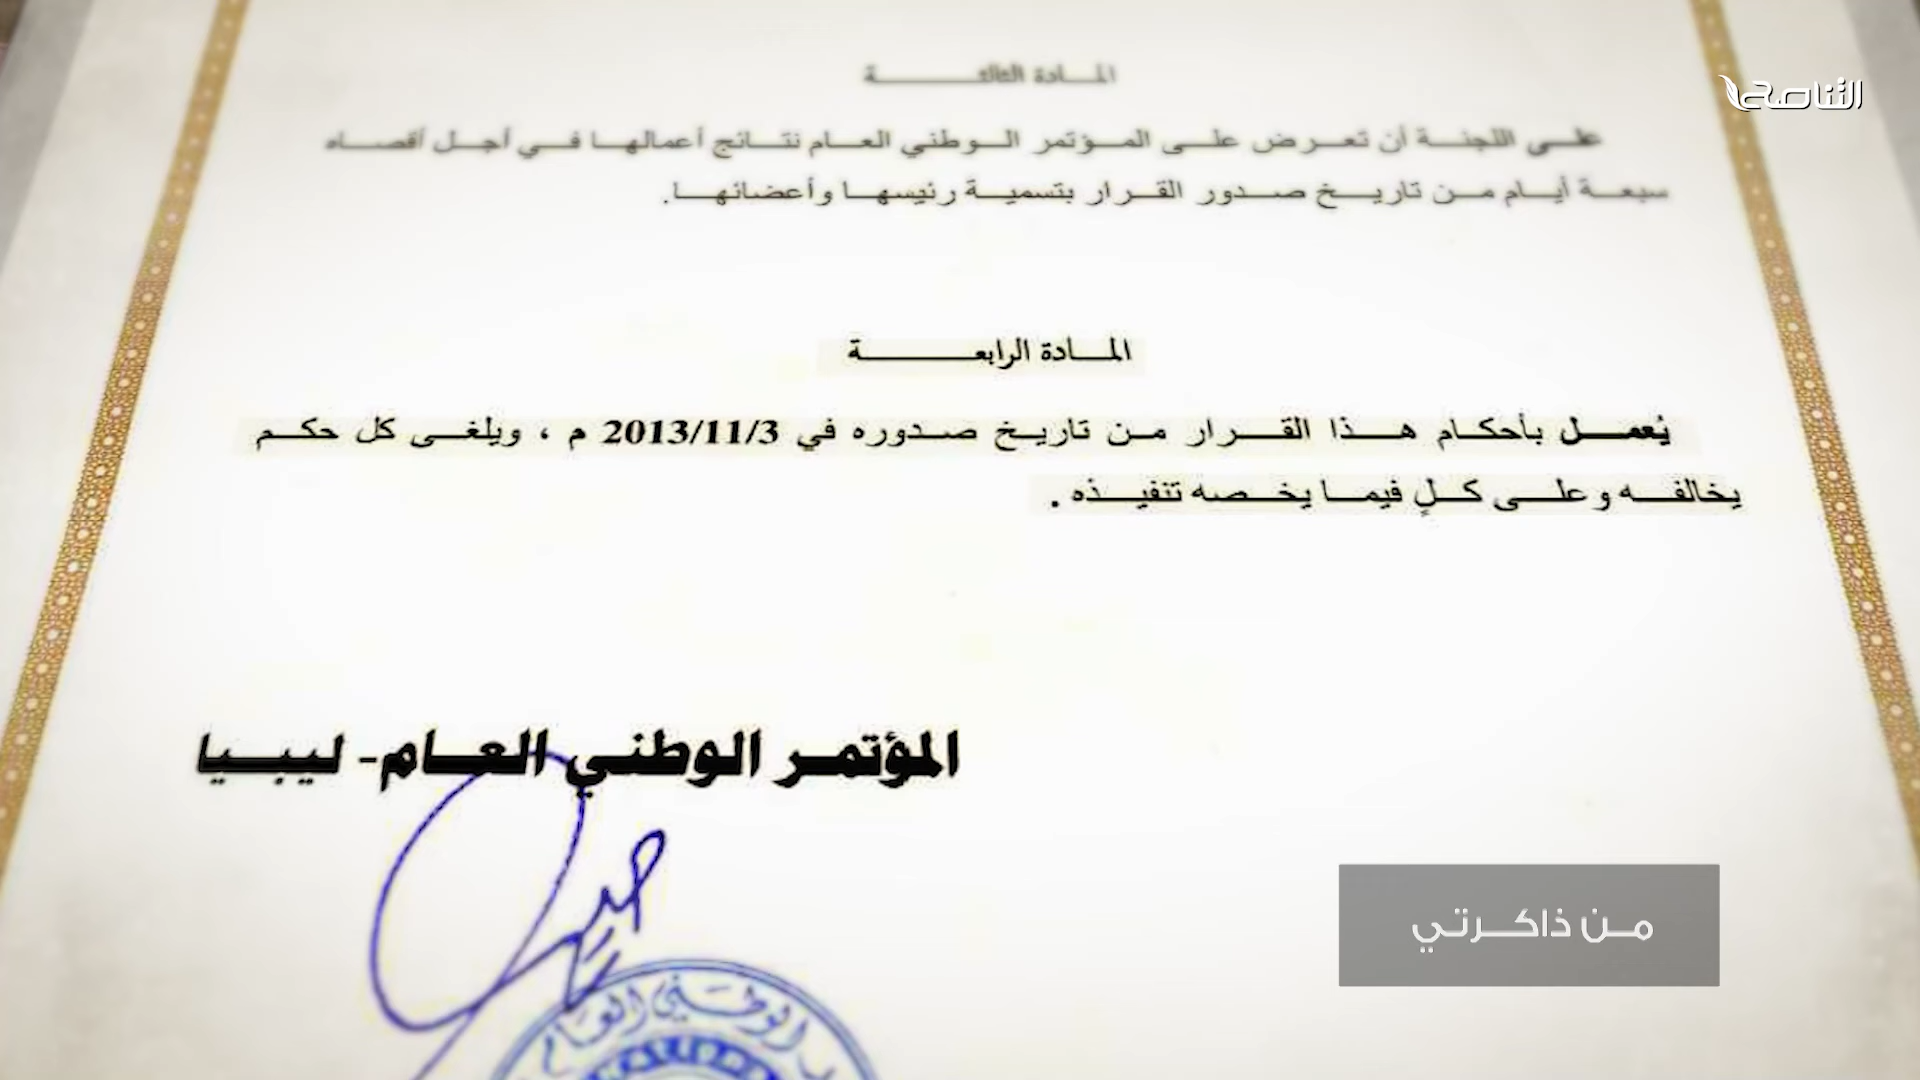 التناصح
المادة الثالثة
على اللجنة أن تعرض على المؤتمر الوطني العام نتائج أعمالها في أجل أقصاه
سبعة أيام من تاريخ صدور القرار بتسمية رئيسها وأعضائها.
المادة الرابعة
يُعمل بأحكام هذا القرار من تاريخ صدوره في 2013/11/3 م ، ويلغى كل حكم
يخالفه وعلى كلٍ فيما يخصه تنفيذه .
المؤتمر الوطني العام- ليبيا
من ذاكرتي
الوطني العام